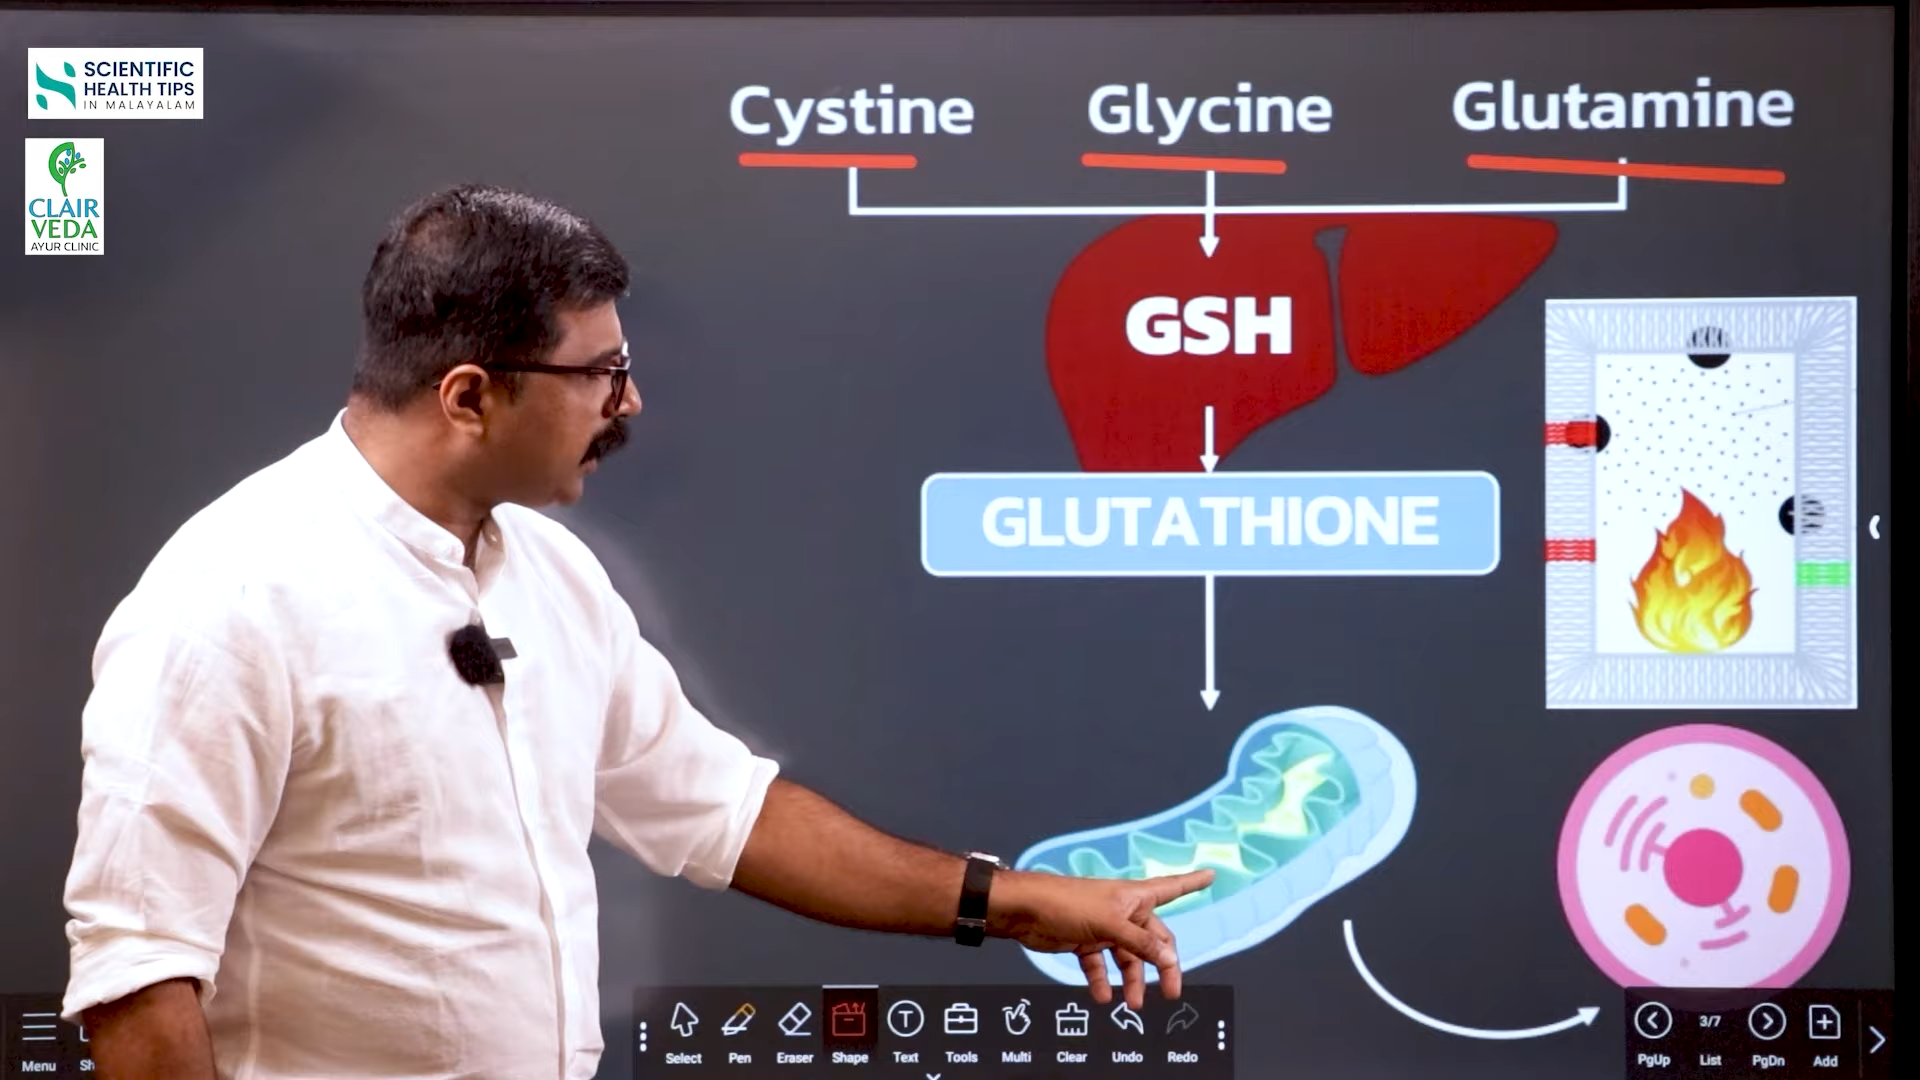 SCIENTIFIC
HEALTH TIPS
IN MALAYALAM
CLAIR
VEDA
AYUR CLINIC
Cystine Glycine Glutamine
GSH
GLUTATHIONE
Menu
Select Pen Eraser Shape Text Tools Multi Clear Undo Redo
3/7
PgUp List PgDn Add